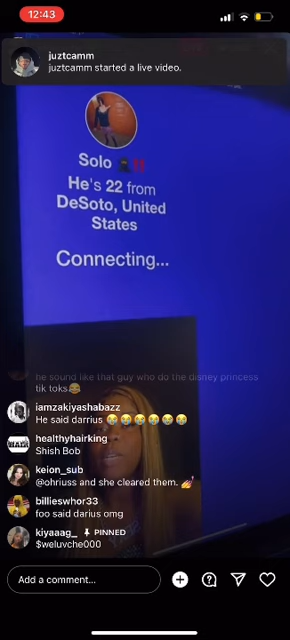 12:43
juztcamm
juztcamm started a live video.
Solo 🥷🏿‼️
He's 22 from
DeSoto, United
States
Connecting...
he sound like that guy who do the disney princess
tik toks😂
iamzakiyashabazz
He said darrius 😭😭😭😭😭😭
healthyhairking
Shish Bob
keion_sub
@ohriuss and she cleared them. 💅
billieswhor33
foo said darius omg
kiyaaag_ 📌 PINNED
$weluvche000
Add a comment...